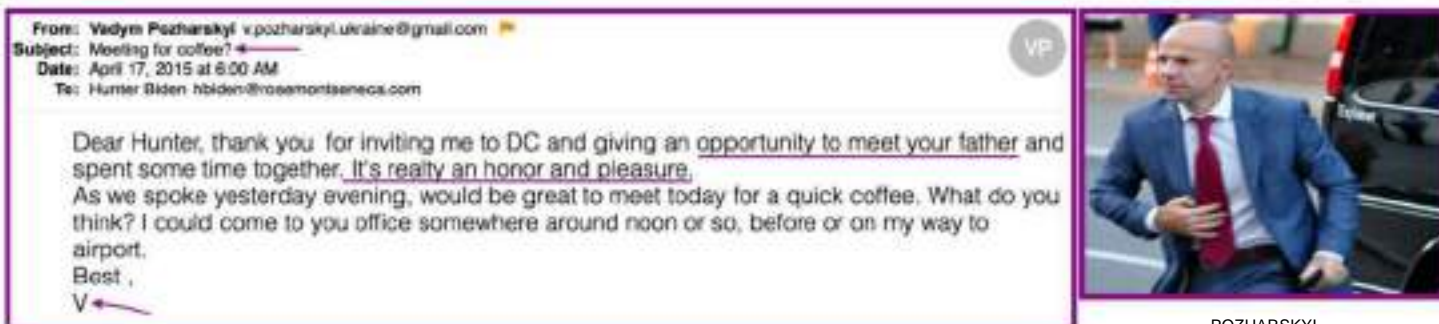 From: Vadym Pozharskyi v.pozharskyi.ukraine@gmail.com
Subject: Meeting for coffee?
Date: April 17, 2015 at 6:00 AM
To: Hunter Biden hbiden@rosemontseneca.com
VP
Dear Hunter, thank you for inviting me to DC and giving an opportunity to meet your father and
spent some time together. It's realty an honor and pleasure.
As we spoke yesterday evening, would be great to meet today for a quick coffee. What do you
think? I could come to you office somewhere around noon or so, before or on my way to
airport.
Best ,
V